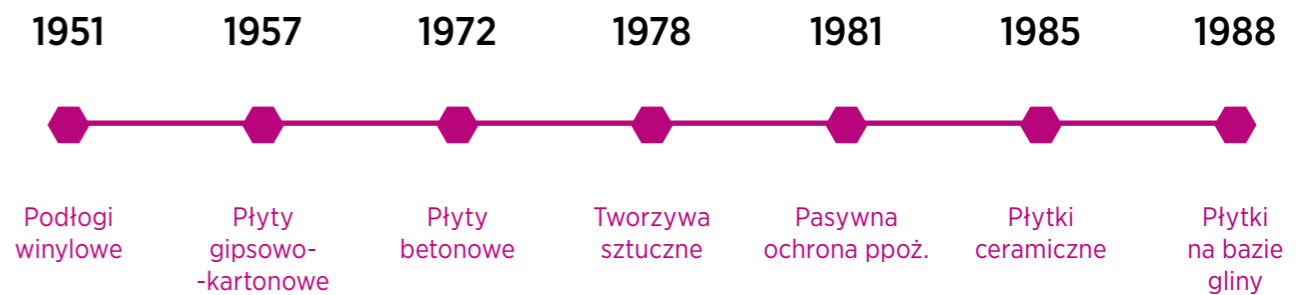 1951 1957 1972 1978 1981 1985 1988
Podłogi
winylowe
Płyty
gipsowo-
-kartonowe
Płyty
betonowe
Tworzywa
sztuczne
Pasywna
ochrona ppoż.
Płytki
ceramiczne
Płytki
na bazie
gliny